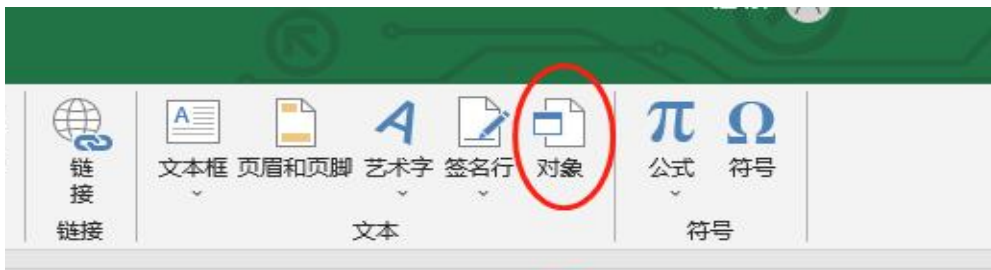 链接
文本框 页眉和页脚 艺术字 签名行 对象 公式 符号
链接 文本 符号